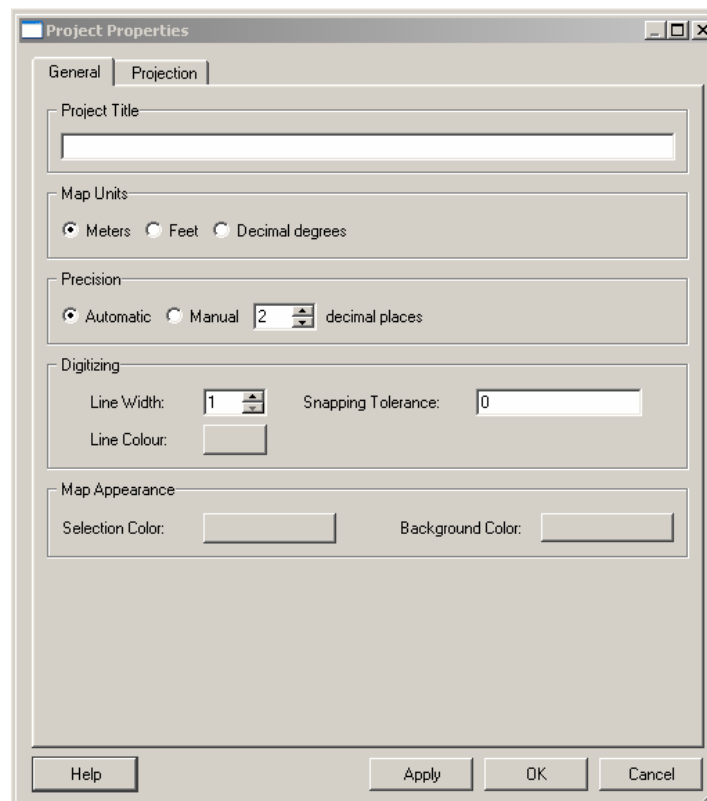 Project Properties
General Projection
Project Title
Map Units
Meters Feet Decimal degrees
Precision
Automatic Manual 2 decimal places
Digitizing
Line Width: 1 Snapping Tolerance: 0
Line Colour:
Map Appearance
Selection Color: Background Color:
Help Apply OK Cancel